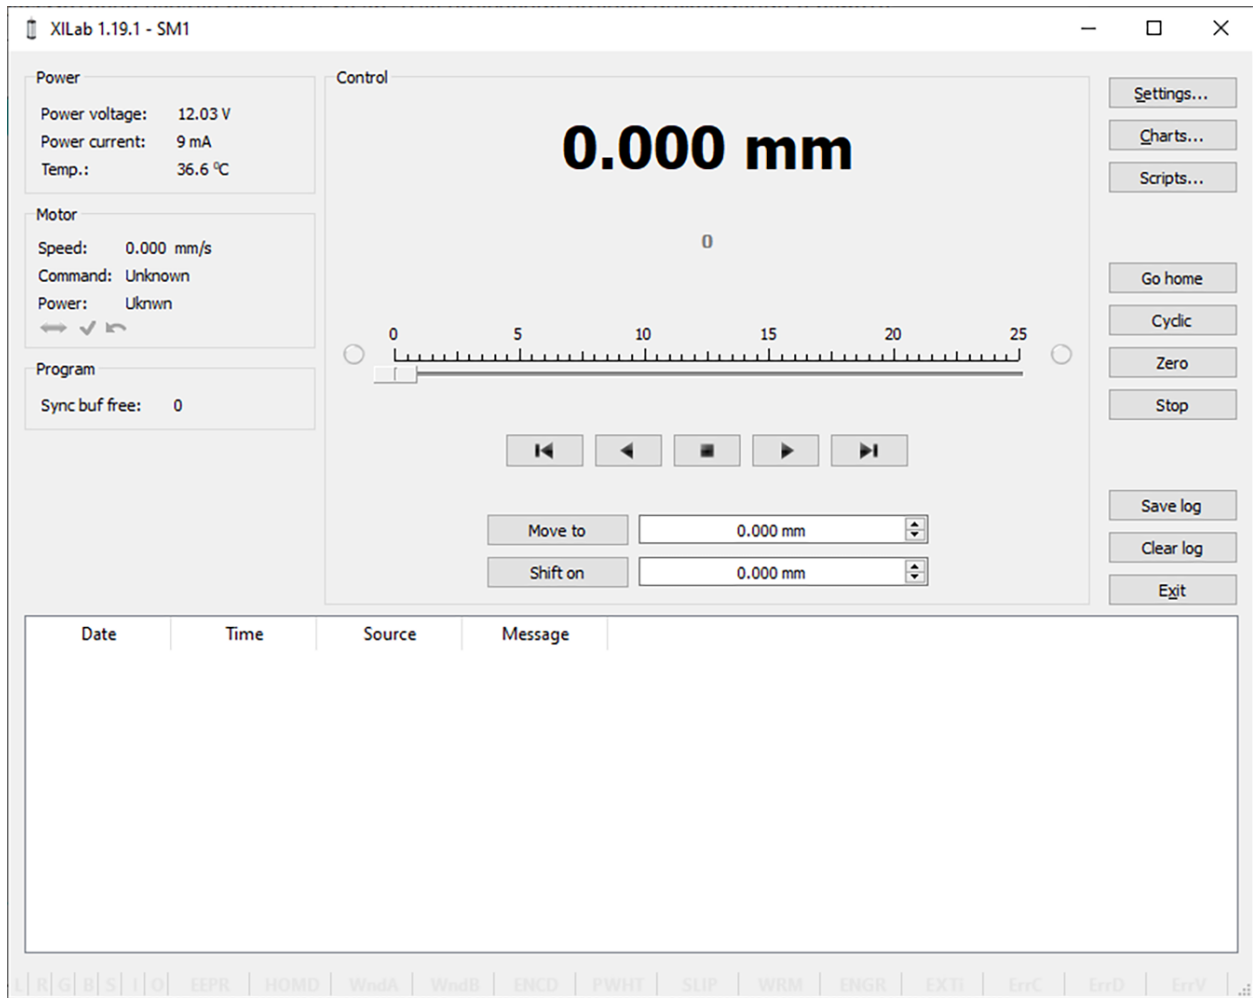 XILab 1.19.1 - SM1
Power
Power voltage: 12.03 V
Power current: 9 mA
Temp.: 36.6 ⁰C
Motor
Speed: 0.000 mm/s
Command: Unknown
Power: Uknwn
Program
Sync buf free: 0
Control
0.000 mm
0
0 5 10 15 20 25
Move to 0.000 mm
Shift on 0.000 mm
Settings...
Charts...
Scripts...
Go home
Cyclic
Zero
Stop
Save log
Clear log
Exit
Date Time Source Message
L R G B S I O EEPR HOMD WndA WndB ENCD PWHT SLIP WRM ENGR EXTi ErrC ErrD ErrV